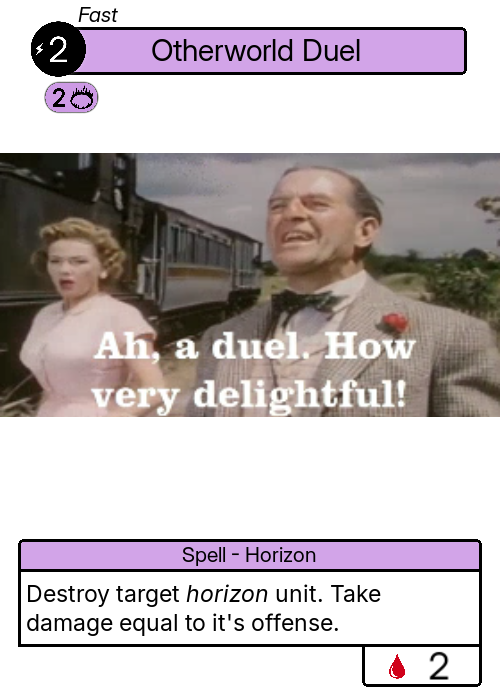 Fast
2 Otherworld Duel
2
Ah, a duel. How
very delightful!
Spell - Horizon
Destroy target horizon unit. Take
damage equal to it's offense.
2